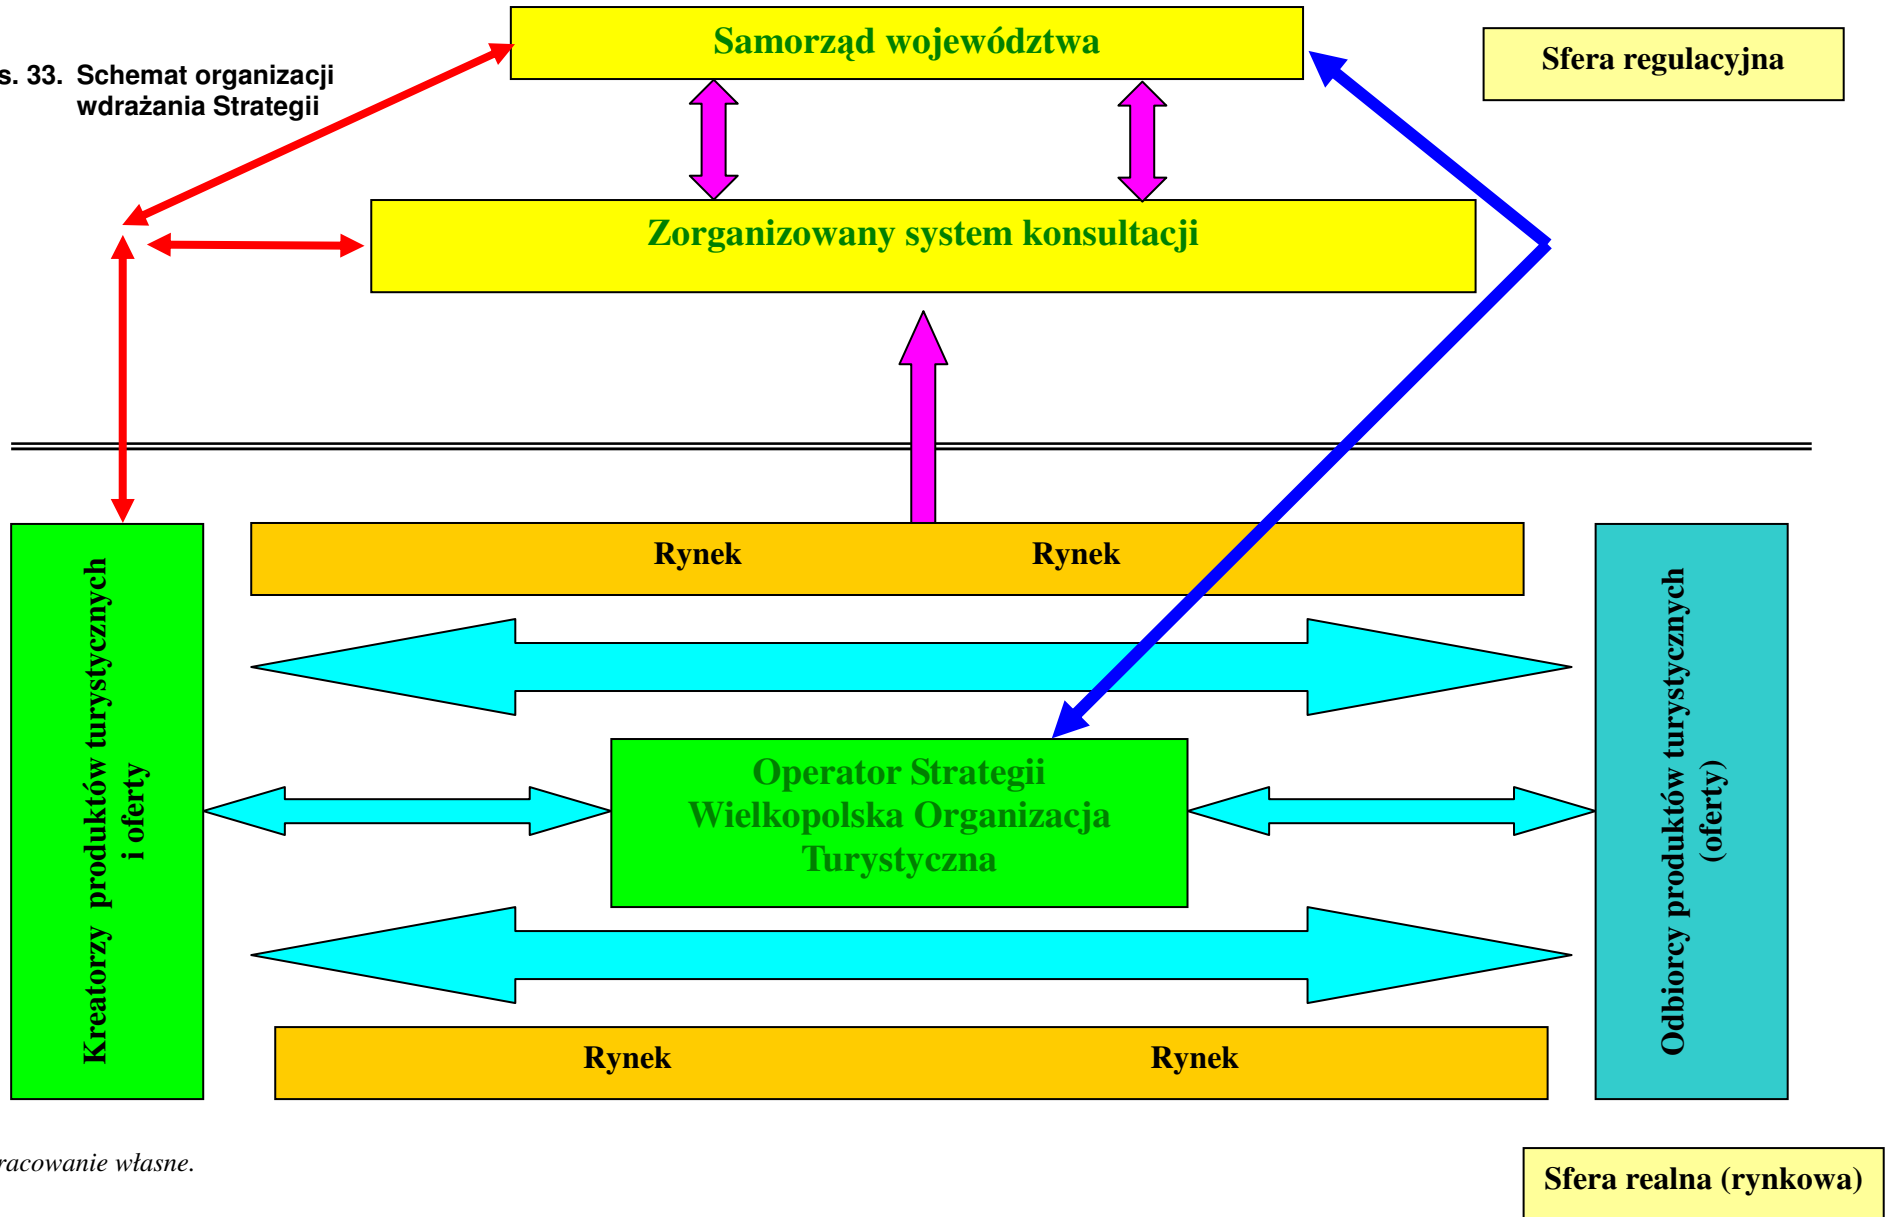 Samorząd województwa
Sfera regulacyjna
s. 33. Schemat organizacji
wdrażania Strategii
Zorganizowany system konsultacji
Rynek Rynek
Kreatorzy produktów turystycznych
i oferty
Operator Strategii
Wielkopolska Organizacja
Turystyczna
Odbiorcy produktów turystycznych
(oferty)
Rynek Rynek
racowanie własne.
Sfera realna (rynkowa)